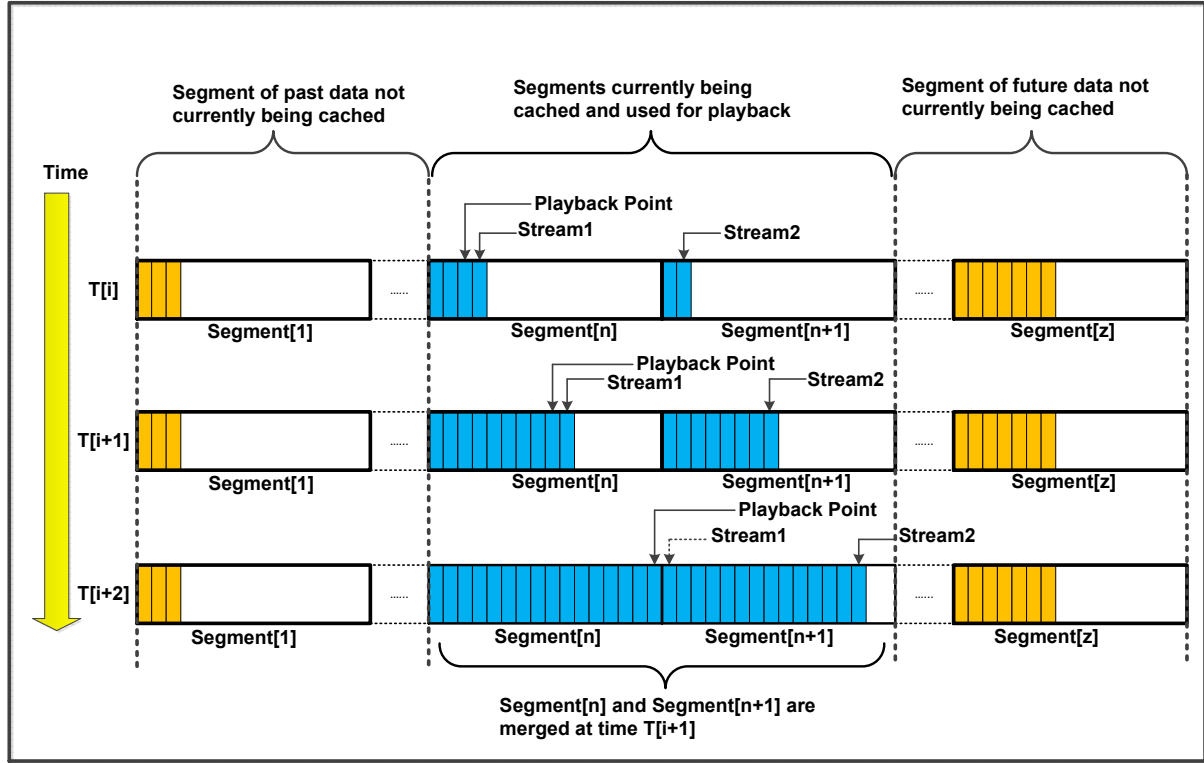 Segment of past data not
currently being cached
Segments currently being
cached and used for playback
Segment of future data not
currently being cached
Time
Playback Point
Stream1
Stream2
T[i]
......
......
Segment[1]
Segment[n]
Segment[n+1]
Segment[z]
Playback Point
Stream1
Stream2
T[i+1]
......
......
Segment[1]
Segment[n]
Segment[n+1]
Segment[z]
Playback Point
Stream1
Stream2
T[i+2]
......
......
Segment[1]
Segment[n]
Segment[n+1]
Segment[z]
Segment[n] and Segment[n+1] are
merged at time T[i+1]